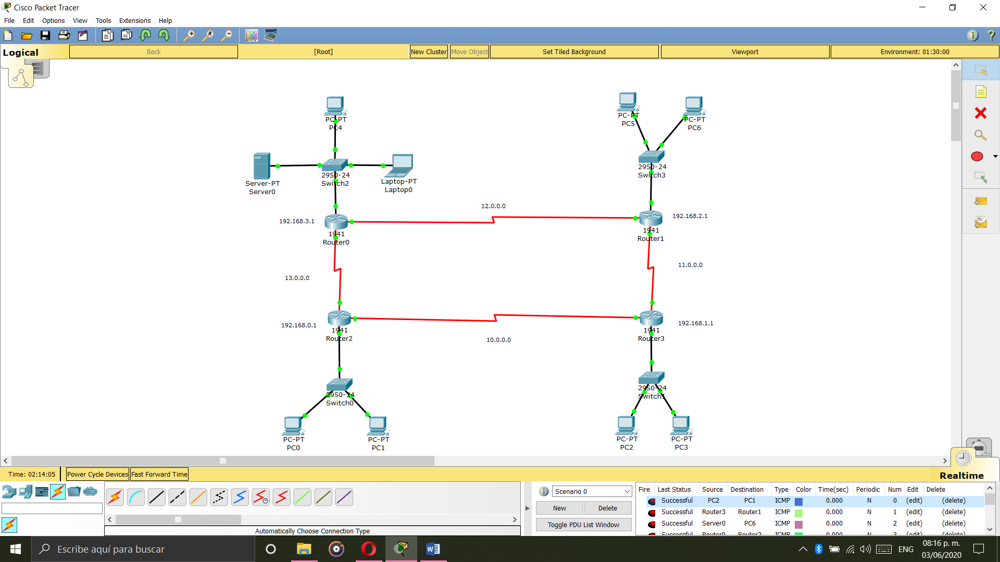 Cisco Packet Tracer
File Edit Options View Tools Extensions Help
Logical Back [Root] New Cluster Move Object Set Tiled Background Viewport Environment: 01:30:00
PC-PT
PC4
PC-PT
PC5
PC-PT
PC6
Server-PT
Server0
2950-24
Switch2
Laptop-PT
Laptop0
2950-24
Switch3
12.0.0.0
192.168.3.1
1941
Router0
192.168.2.1
1941
Router1
13.0.0.0
11.0.0.0
192.168.0.1
1941
Router2
192.168.1.1
1941
Router3
10.0.0.0
2950-24
Switch0
2950-24
Switch1
PC-PT
PC0
PC-PT
PC1
PC-PT
PC2
PC-PT
PC3
Time: 02:14:05 Power Cycle Devices Fast Forward Time
Realtime
Automatically Choose Connection Type
Scenario 0
New Delete
Toggle PDU List Window
Fire Last Status Source Destination Type Color Time(sec) Periodic Num Edit Delete
Successful PC2 PC1 ICMP 0.000 N 0 (edit) (delete)
Successful Router3 Router1 ICMP 0.000 N 1 (edit) (delete)
Successful Server0 PC6 ICMP 0.000 N 2 (edit) (delete)
Successful Router0 Router2 ICMP 0.000 N 3 (edit) (delete)
Escribe aquí para buscar
ENG
08:16 p. m.
03/06/2020